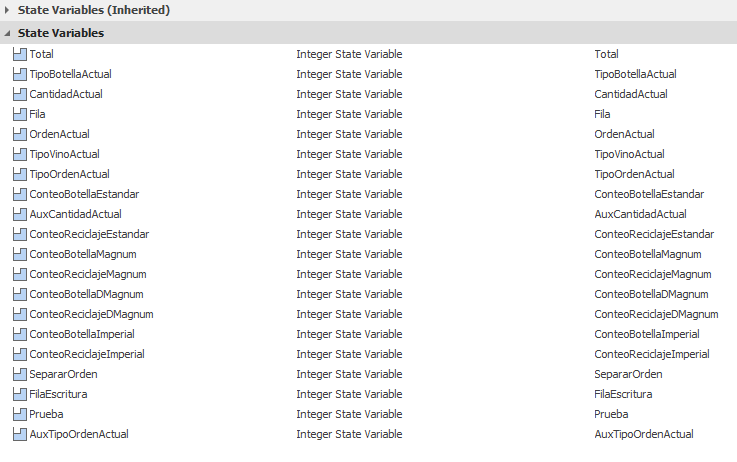 State Variables (Inherited)
State Variables
Total Integer State Variable Total
TipoBotellaActual Integer State Variable TipoBotellaActual
CantidadActual Integer State Variable CantidadActual
Fila Integer State Variable Fila
OrdenActual Integer State Variable OrdenActual
TipoVinoActual Integer State Variable TipoVinoActual
TipoOrdenActual Integer State Variable TipoOrdenActual
ConteoBotellaEstandar Integer State Variable ConteoBotellaEstandar
AuxCantidadActual Integer State Variable AuxCantidadActual
ConteoReciclajeEstandar Integer State Variable ConteoReciclajeEstandar
ConteoBotellaMagnum Integer State Variable ConteoBotellaMagnum
ConteoReciclajeMagnum Integer State Variable ConteoReciclajeMagnum
ConteoBotellaDMagnum Integer State Variable ConteoBotellaDMagnum
ConteoReciclajeDMagnum Integer State Variable ConteoReciclajeDMagnum
ConteoBotellaImperial Integer State Variable ConteoBotellaImperial
ConteoReciclajeImperial Integer State Variable ConteoReciclajeImperial
SepararOrden Integer State Variable SepararOrden
FilaEscritura Integer State Variable FilaEscritura
Prueba Integer State Variable Prueba
AuxTipoOrdenActual Integer State Variable AuxTipoOrdenActual